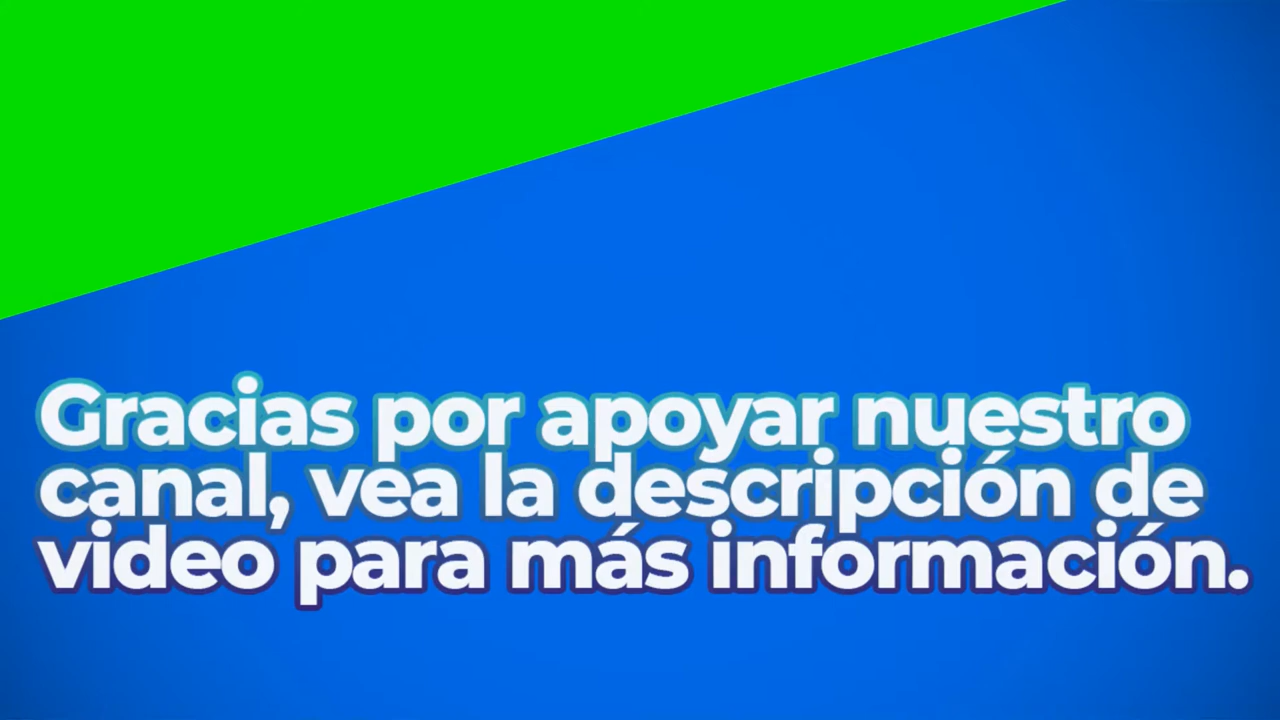 Gracias por apoyar nuestro
canal, vea la descripción de
video para más información.